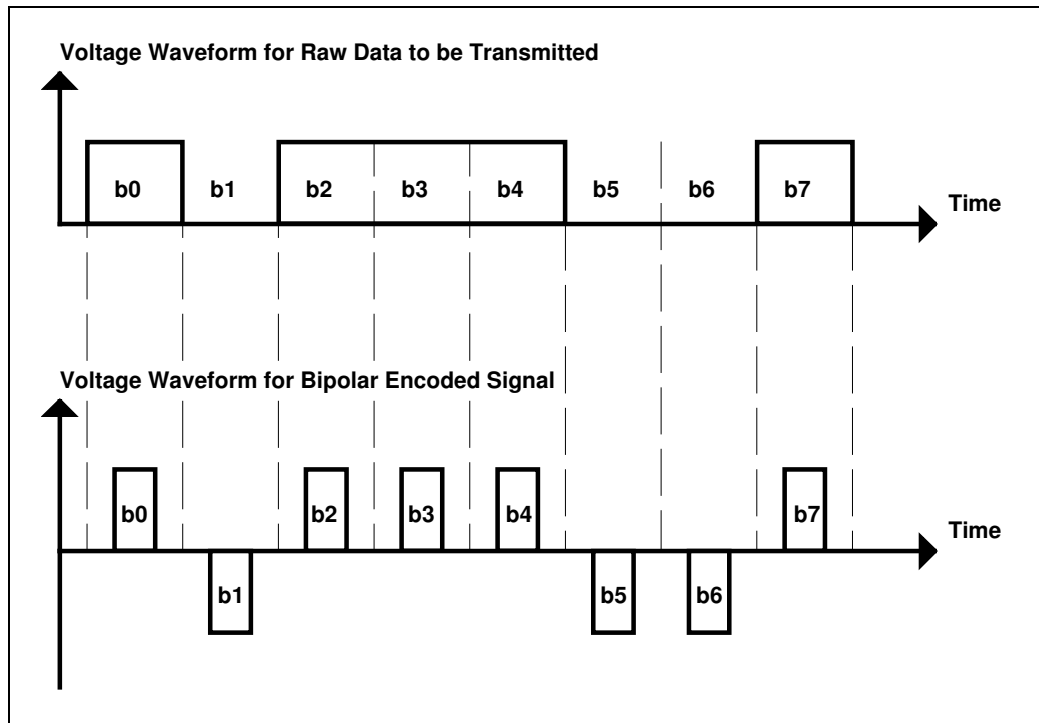 Voltage Waveform for Raw Data to be Transmitted
b0 b1 b2 b3 b4 b5 b6 b7
Time
Voltage Waveform for Bipolar Encoded Signal
b0 b2 b3 b4 b7
Time
b1 b5 b6